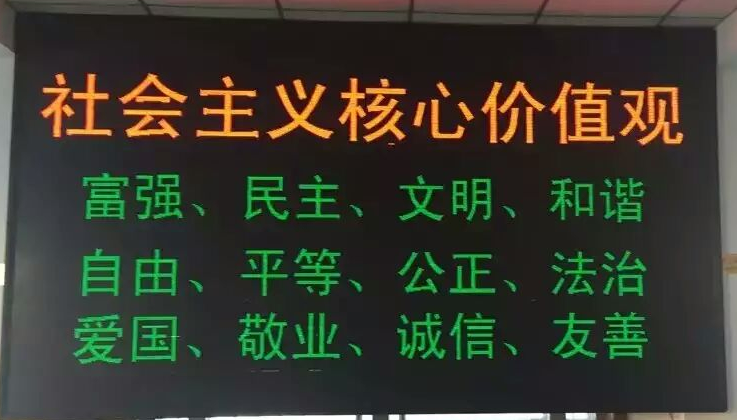 社会主义核心价值观
富强、民主、文明、和谐
自由、平等、公正、法治
爱国、敬业、诚信、友善